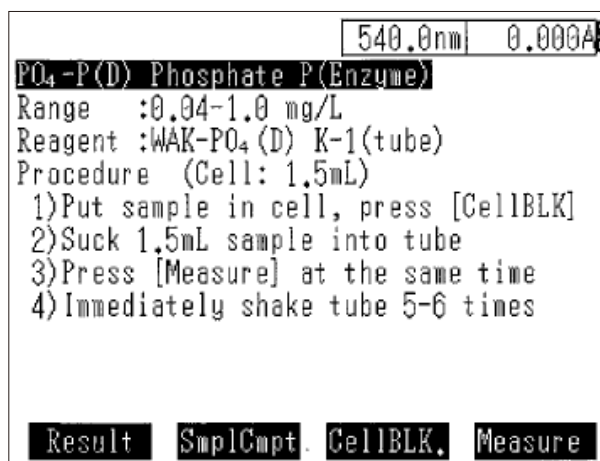 540.0nm 0.000A
PO₄-P(D) Phosphate P(Enzyme)
Range :0.04-1.0 mg/L
Reagent :WAK-PO₄(D) K-1(tube)
Procedure (Cell: 1.5mL)
1)Put sample in cell, press [CellBLK]
2)Suck 1.5mL sample into tube
3)Press [Measure] at the same time
4)Immediately shake tube 5-6 times
Result SmplCmpt. CellBLK. Measure